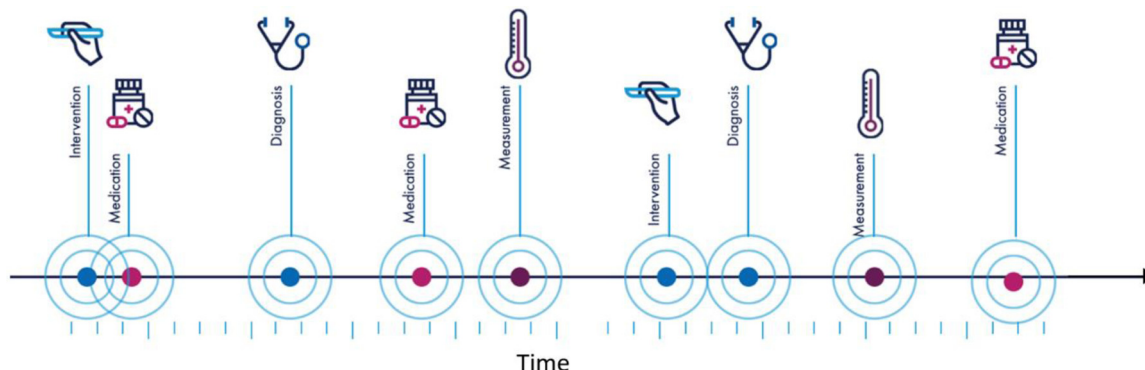 Intervention
Medication
Diagnosis
Medication
Measurement
Intervention
Diagnosis
Measurement
Medication
Time